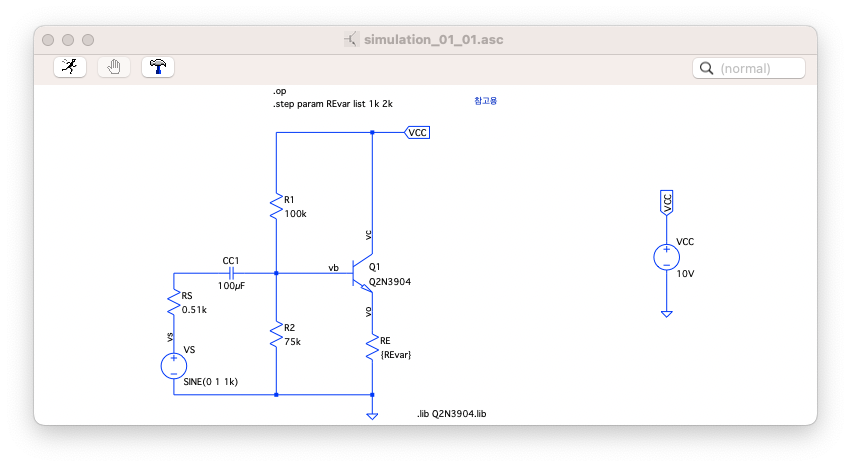 simulation_01_01.asc
(normal)
.op
.step param REvar list 1k 2k
참고용
VCC
R1
100k
vc
VCC
VCC
10V
CC1
100µF
vb
Q1
Q2N3904
RS
0.51k
vo
R2
75k
RE
{REvar}
vs
VS
SINE(0 1 1k)
.lib Q2N3904.lib